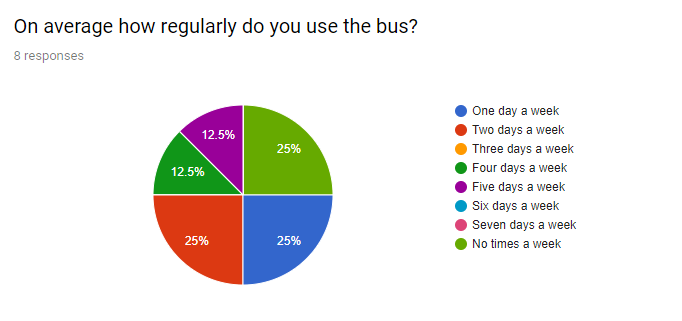 On average how regularly do you use the bus?
8 responses
12.5%
25%
12.5%
25%
25%
One day a week
Two days a week
Three days a week
Four days a week
Five days a week
Six days a week
Seven days a week
No times a week